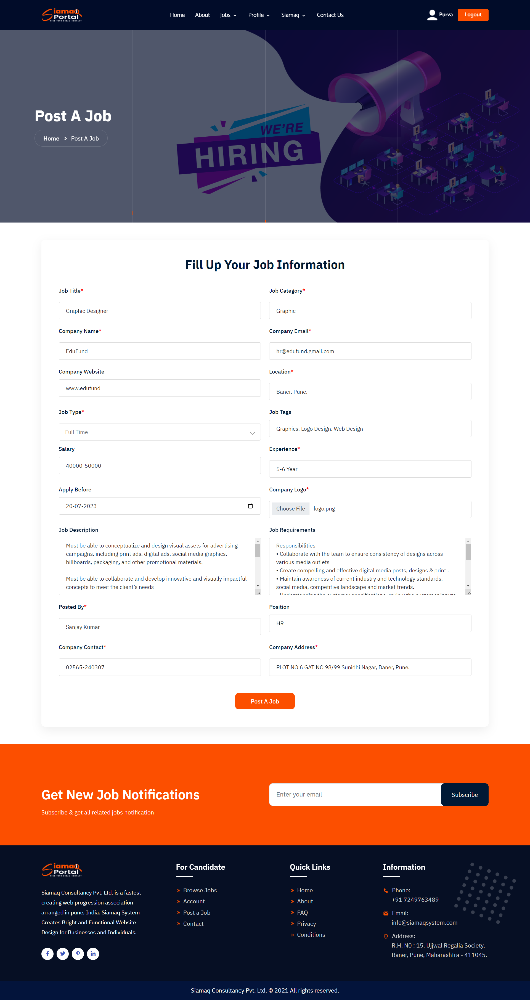 Siamaq
Portal
FIND YOUR DREAM COMPANY
Home
About
Jobs
Profile
Siamaq
Contact Us
Purva
Logout
WE'RE
HIRING
Post A Job
Home
Post A Job
Fill Up Your Job Information
Job Title*
Job Category*
Graphic Designer
Graphic
Company Name*
Company Email*
EduFund
hr@edufund.gmail.com
Company Website
Location*
www.edufund
Baner, Pune.
Job Type*
Job Tags
Full Time
Graphics, Logo Design, Web Design
Salary
Experience*
40000-50000
5-6 Year
Apply Before
Company Logo*
20-07-2023
Choose File
logo.png
Job Description
Must be able to conceptualize and design visual assets for advertising
campaigns, including print ads, digital ads, social media graphics,
billboards, packaging, and other promotional materials.
Must be able to collaborate and develop innovative and visually impactful
concepts to meet the client’s needs
Job Requirements
Responsibilities
• Collaborate with the team to ensure consistency of designs across
various media outlets
• Create compelling and effective digital media posts, designs & print .
• Maintain awareness of current industry and technology standards,
social media, competitive landscape and market trends.
Posted By*
Position
Sanjay Kumar
HR
Company Contact*
Company Address*
02565-240307
PLOT NO 6 GAT NO 98/99 Sunidhi Nagar, Baner, Pune.
Post A Job
Get New Job Notifications
Subscribe & get all related jobs notification
Enter your email
Subscribe
Siamaq
Portal
FIND YOUR DREAM COMPANY
Siamaq Consultancy Pvt. Ltd. is a fastest
creating web progression association
arranged in pune, India. Siamaq System
Creates Bright and Functional Website
Design for Businesses and Individuals.
For Candidate
Browse Jobs
Account
Post a Job
Contact
Quick Links
Home
About
FAQ
Privacy
Conditions
Information
Phone:
+91 7249763489
Email:
info@siamaqsystem.com
Address:
R.H. N0 : 15, Ujjwal Regalia Society,
Baner, Pune, Maharashtra - 411045.
Siamaq Consultancy Pvt. Ltd. © 2021 All rights reserved.